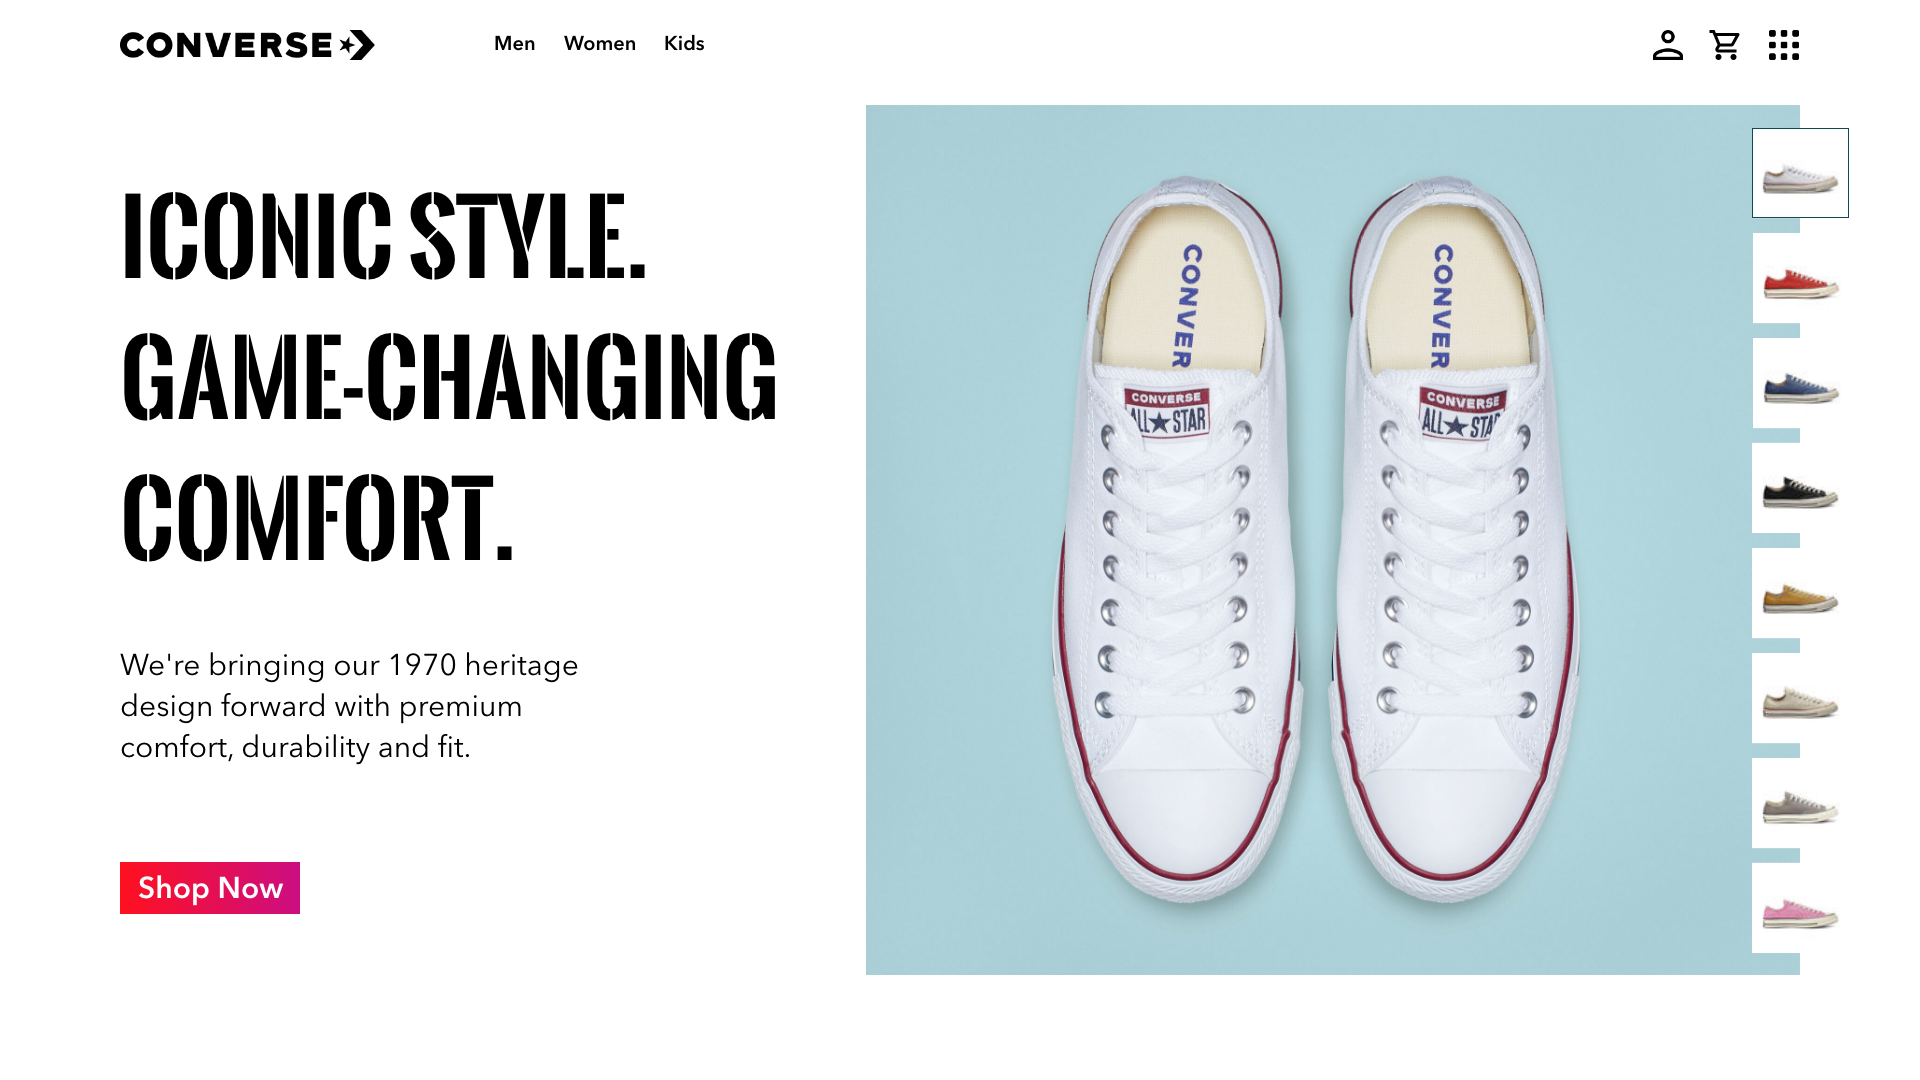 CONVERSE
Men Women Kids
ICONIC STYLE.
GAME-CHANGING
COMFORT.
We're bringing our 1970 heritage
design forward with premium
comfort, durability and fit.
Shop Now
CONVER
CONVER
CONVERSE
ALL★STAR
CONVERSE
ALL★STA